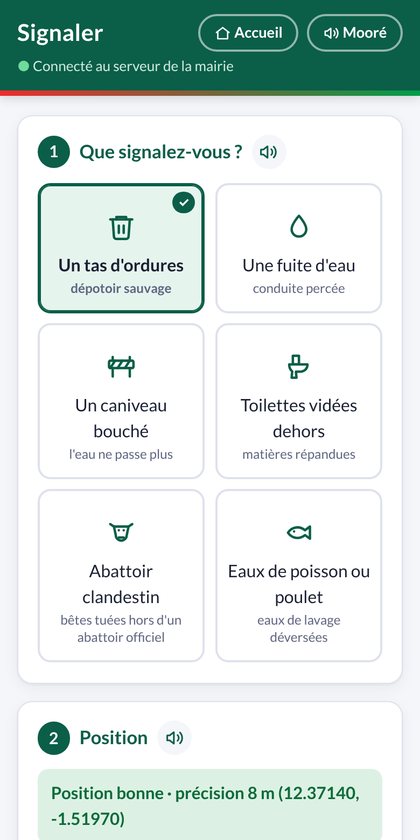 Signaler
Accueil
Mooré
Connecté au serveur de la mairie
1 Que signalez-vous ?
Un tas d'ordures
dépotoir sauvage
Une fuite d'eau
conduite percée
Un caniveau
bouché
l'eau ne passe plus
Toilettes vidées
dehors
matières répandues
Abattoir
clandestin
bêtes tuées hors d'un
abattoir officiel
Eaux de poisson ou
poulet
eaux de lavage
déversées
2 Position
Position bonne · précision 8 m (12.37140,
-1.51970)